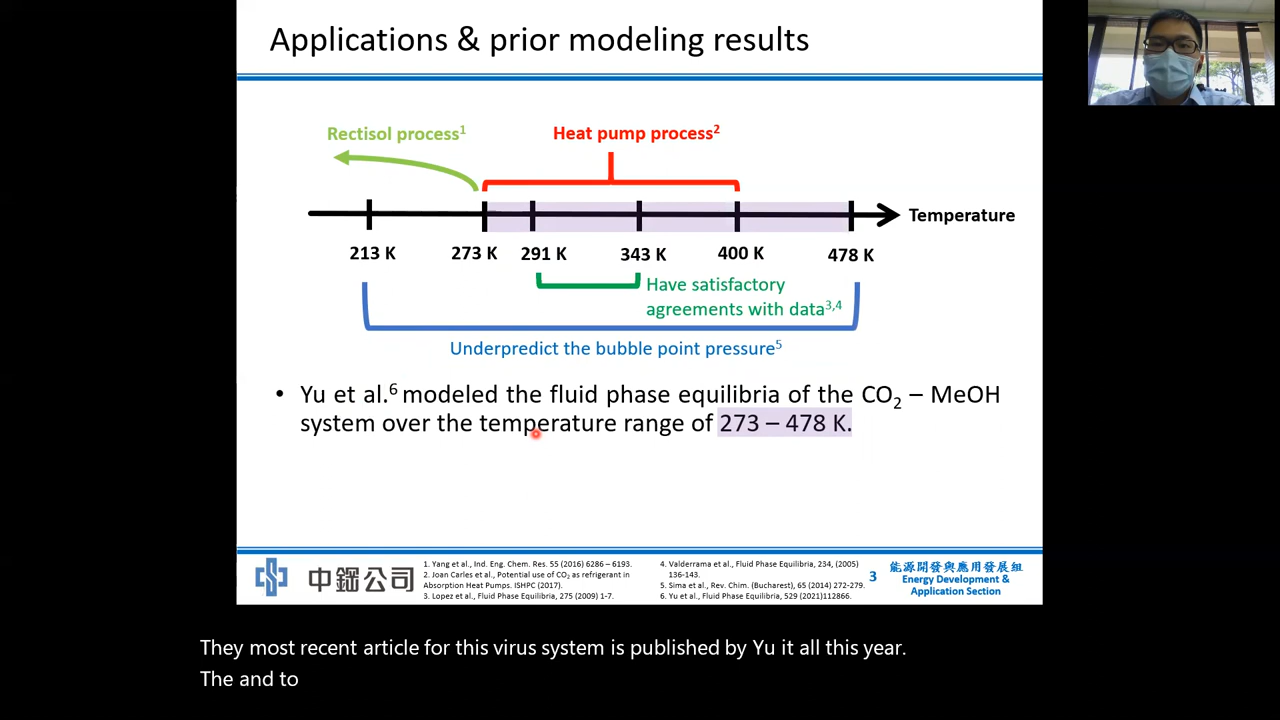 Applications & prior modeling results
Rectisol process1
Heat pump process2
Temperature
213 K
273 K
291 K
343 K
400 K
478 K
Have satisfactory
agreements with data3,4
Underpredict the bubble point pressure5
• Yu et al.6 modeled the fluid phase equilibria of the CO2 – MeOH
system over the temperature range of 273 – 478 K.
中鋼公司
1. Yang et al., Ind. Eng. Chem. Res. 55 (2016) 6286 – 6193.
2. Joan Carles et al., Potential use of CO2 as refrigerant in
Absorption Heat Pumps. ISHPC (2017).
3. Lopez et al., Fluid Phase Equilibria, 275 (2009) 1-7.
4. Valderrama et al., Fluid Phase Equilibria, 234, (2005)
136-143.
5. Sima et al., Rev. Chim. (Bucharest), 65 (2014) 272-279.
6. Yu et al., Fluid Phase Equilibria, 529 (2021)112866.
3
能源開發與應用發展組
Energy Development &
Application Section
They most recent article for this virus system is published by Yu it all this year.
The and to